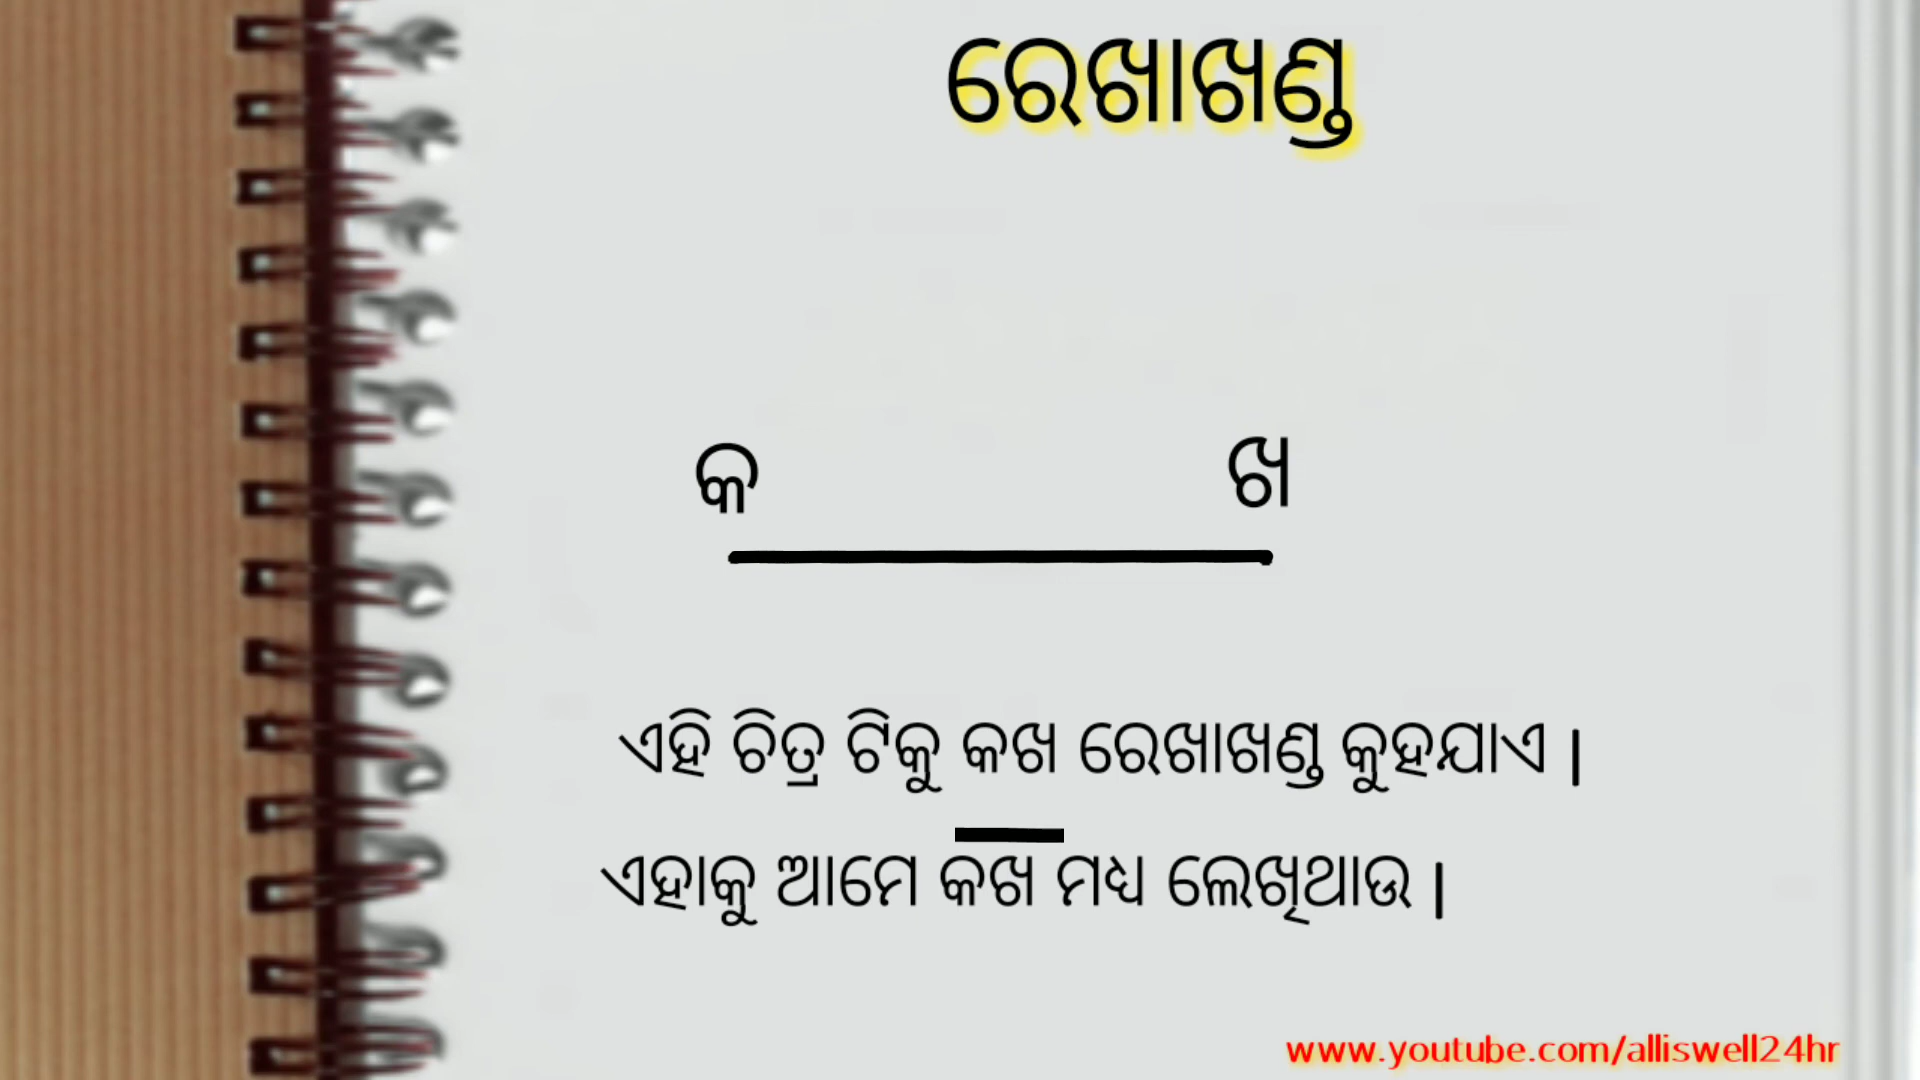 ରେଖାଖଣ୍ଡ
କ ଖ
ଏହି ଚିତ୍ର ଟିକୁ କଖ ରେଖାଖଣ୍ଡ କୁହଯାଏ |
ଏହାକୁ ଆମେ କଖ ମଧ୍ୟ ଲେଖିଥାଉ |
www.youtube.com/alliswell24hr